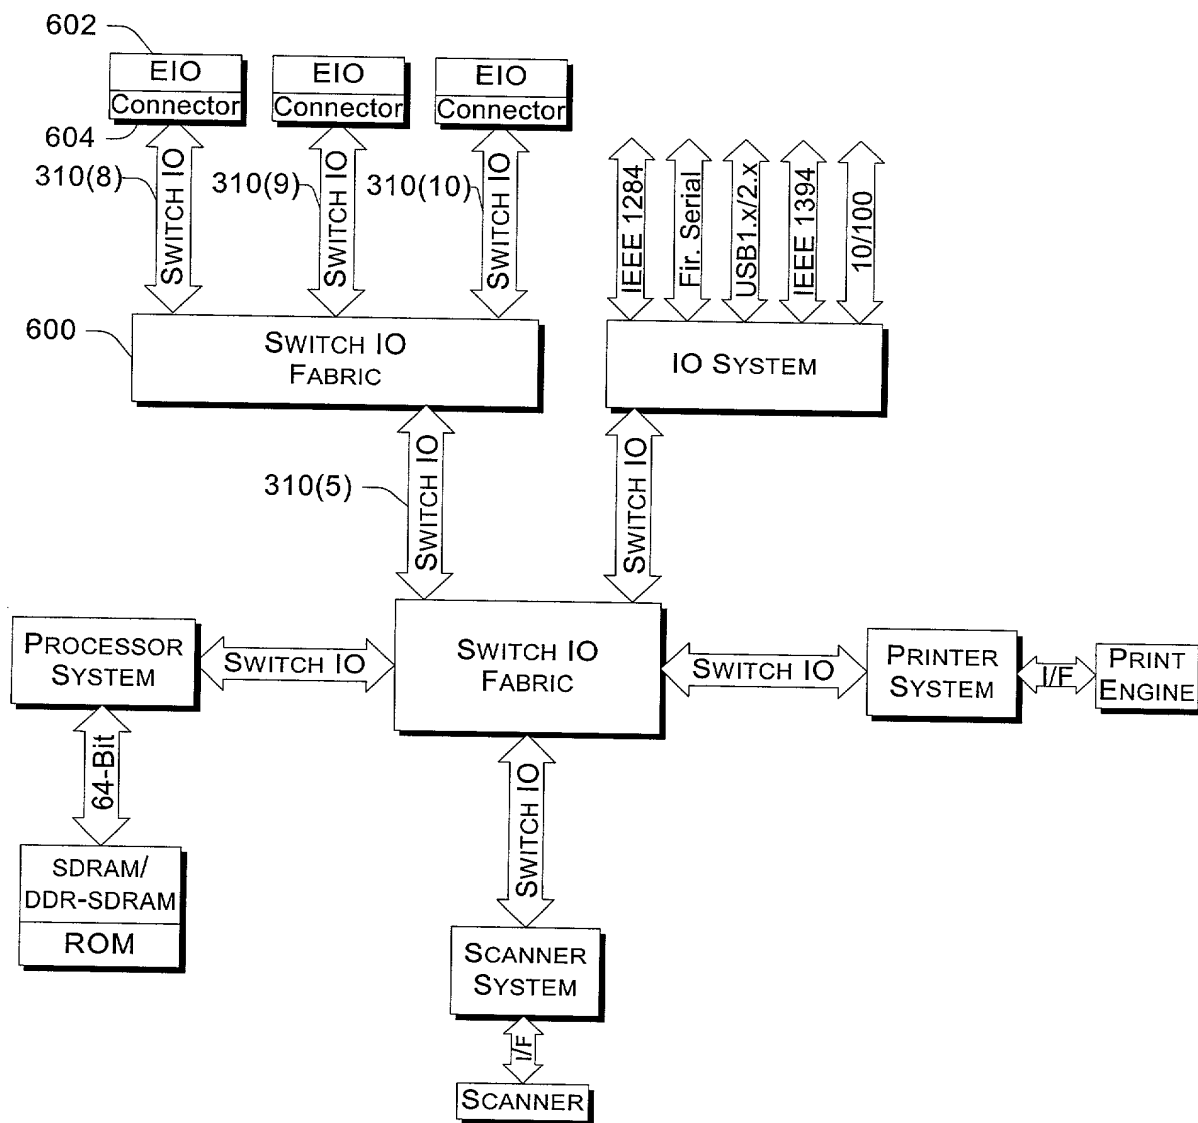 602
EIO
Connector
EIO
Connector
EIO
Connector
604
310(8)
SWITCH IO
310(9)
SWITCH IO
310(10)
SWITCH IO
IEEE 1284
Fir. Serial
USB1.x/2.x
IEEE 1394
10/100
600
SWITCH IO
FABRIC
IO SYSTEM
310(5)
SWITCH IO
SWITCH IO
PROCESSOR
SYSTEM
SWITCH IO
SWITCH IO
FABRIC
SWITCH IO
PRINTER
SYSTEM
I/F
PRINT
ENGINE
64-Bit
SWITCH IO
SDRAM/
DDR-SDRAM
ROM
SCANNER
SYSTEM
I/F
SCANNER